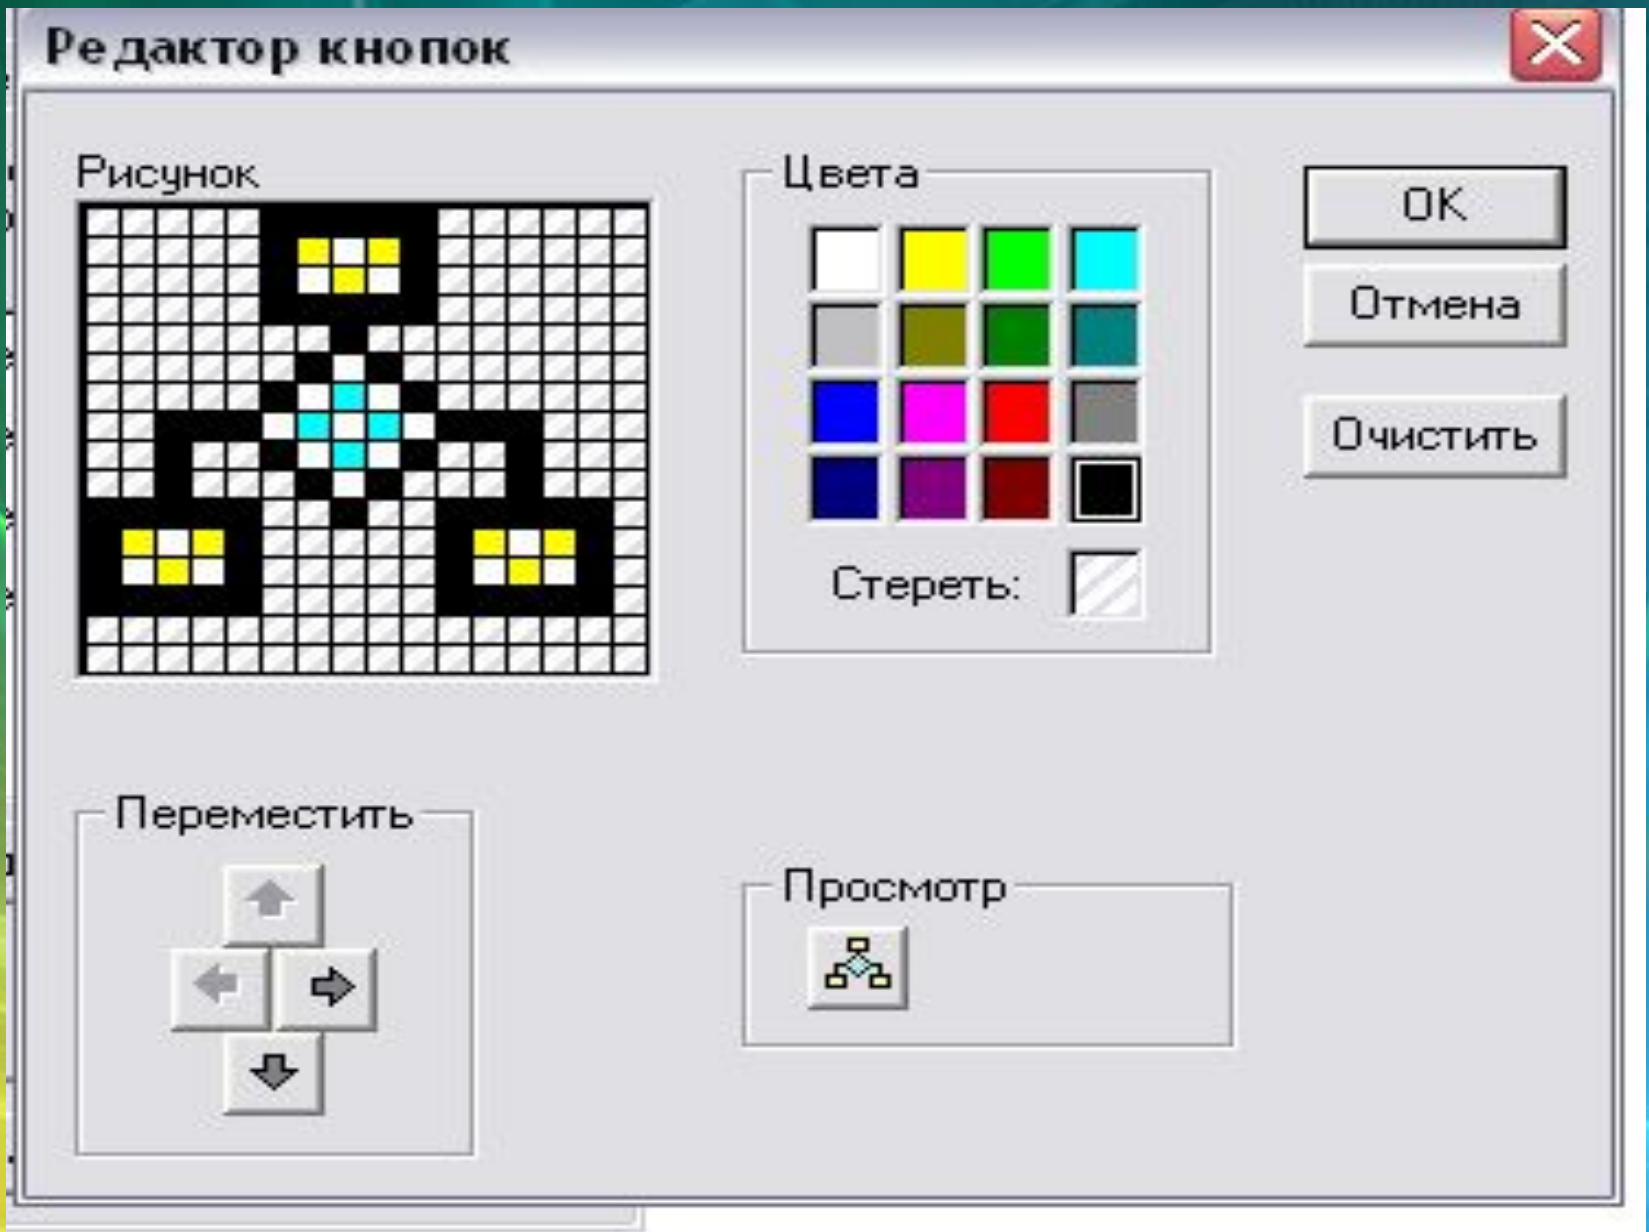 Редактор кнопок
Рисунок
Цвета
OK
Отмена
Очистить
Стереть:
Переместить
Просмотр